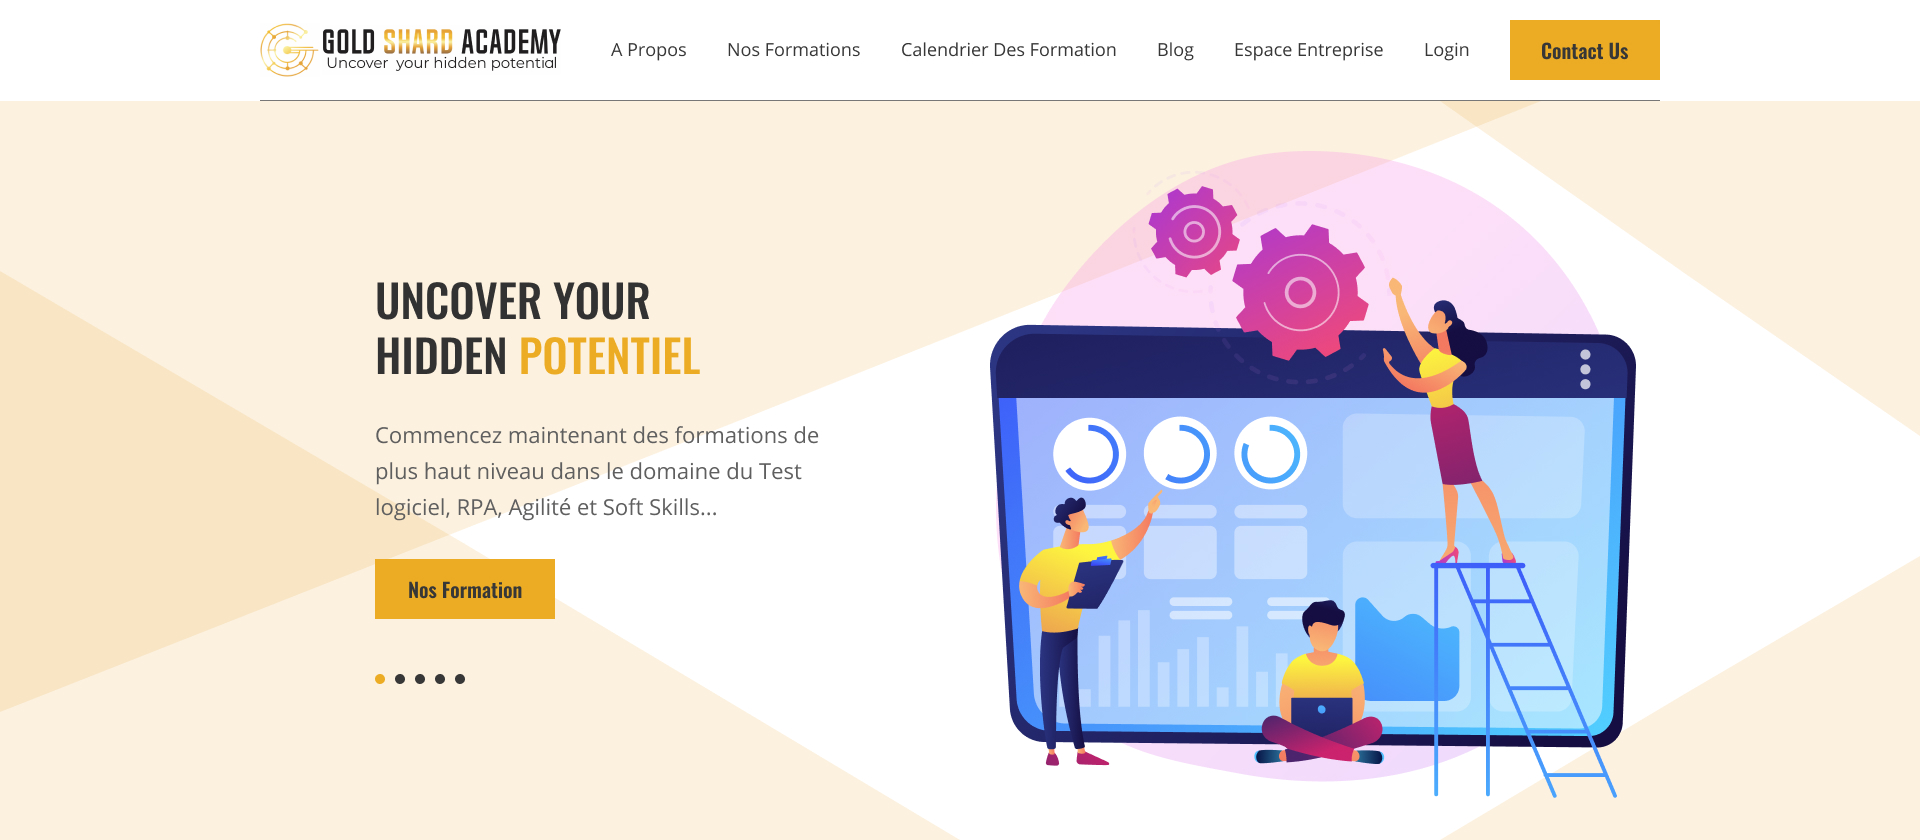 GOLD SHARD ACADEMY
Uncover your hidden potential
A Propos
Nos Formations
Calendrier Des Formation
Blog
Espace Entreprise
Login
Contact Us
UNCOVER YOUR
HIDDEN POTENTIEL
Commencez maintenant des formations de
plus haut niveau dans le domaine du Test
logiciel, RPA, Agilité et Soft Skills...
Nos Formation